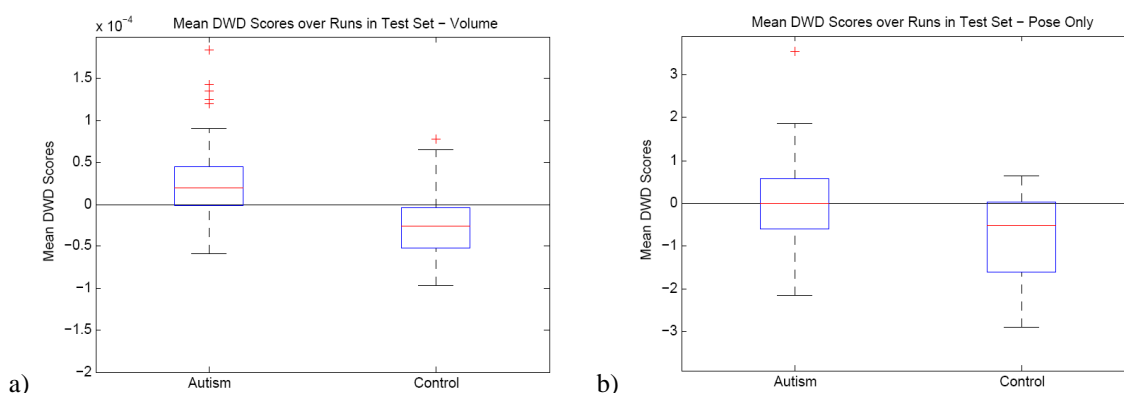 Mean DWD Scores over Runs in Test Set − Volume
x 10⁻⁴
1.5
1
0.5
0
−0.5
−1
−1.5
−2
Mean DWD Scores
Autism
Control
a)
Mean DWD Scores over Runs in Test Set − Pose Only
3
2
1
0
−1
−2
−3
Mean DWD Scores
Autism
Control
b)